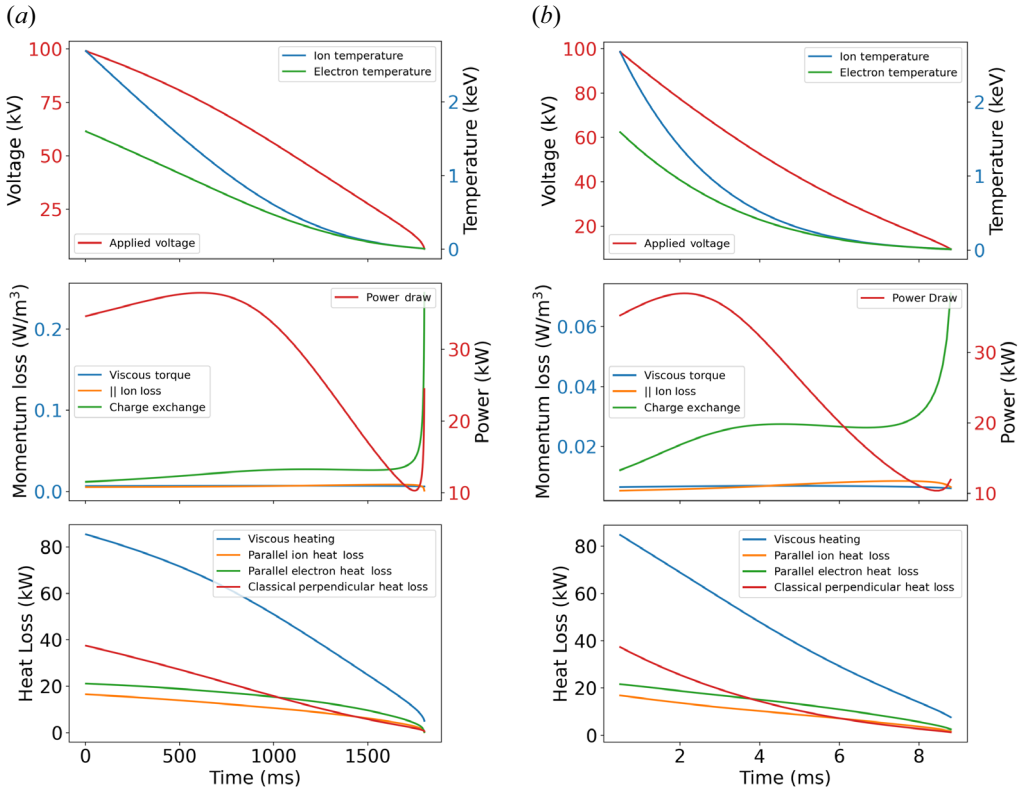 (a)
100
75
50
25
Voltage (kV)
2
1
0
Temperature (keV)
Ion temperature
Electron temperature
Applied voltage
0.2
0.1
0.0
Momentum loss (W/m³)
30
20
10
Power (kW)
Power draw
Viscous torque
|| Ion loss
Charge exchange
80
60
40
20
0
Heat Loss (kW)
Viscous heating
Parallel ion heat loss
Parallel electron heat loss
Classical perpendicular heat loss
0 500 1000 1500
Time (ms)
(b)
100
80
60
40
20
Voltage (kV)
2
1
0
Temperature (keV)
Ion temperature
Electron temperature
Applied voltage
0.06
0.04
0.02
Momentum loss (W/m³)
30
20
10
Power (kW)
Power Draw
Viscous torque
|| Ion loss
Charge exchange
80
60
40
20
0
Heat Loss (kW)
Viscous heating
Parallel ion heat loss
Parallel electron heat loss
Classical perpendicular heat loss
2 4 6 8
Time (ms)